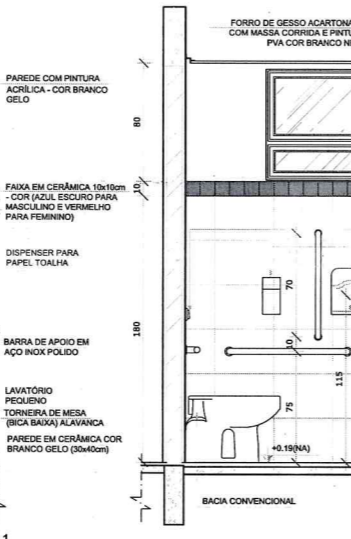 FORRO DE GESSO ACARTONA
COM MASSA CORRIDA E PINTU
PVA COR BRANCO NE
PAREDE COM PINTURA
ACRÍLICA - COR BRANCO
GELO
80
FAIXA EM CERÂMICA 10x10cm
- COR (AZUL ESCURO PARA
MASCULINO E VERMELHO
PARA FEMININO)
10
DISPENSER PARA
PAPEL TOALHA
70
180
BARRA DE APOIO EM
AÇO INOX POLIDO
10
115
LAVATÓRIO
PEQUENO
TORNEIRA DE MESA
(BICA BAIXA) ALAVANCA
75
PAREDE EM CERÂMICA COR
BRANCO GELO (30x40cm)
+0.19(NA)
BACIA CONVENCIONAL
1